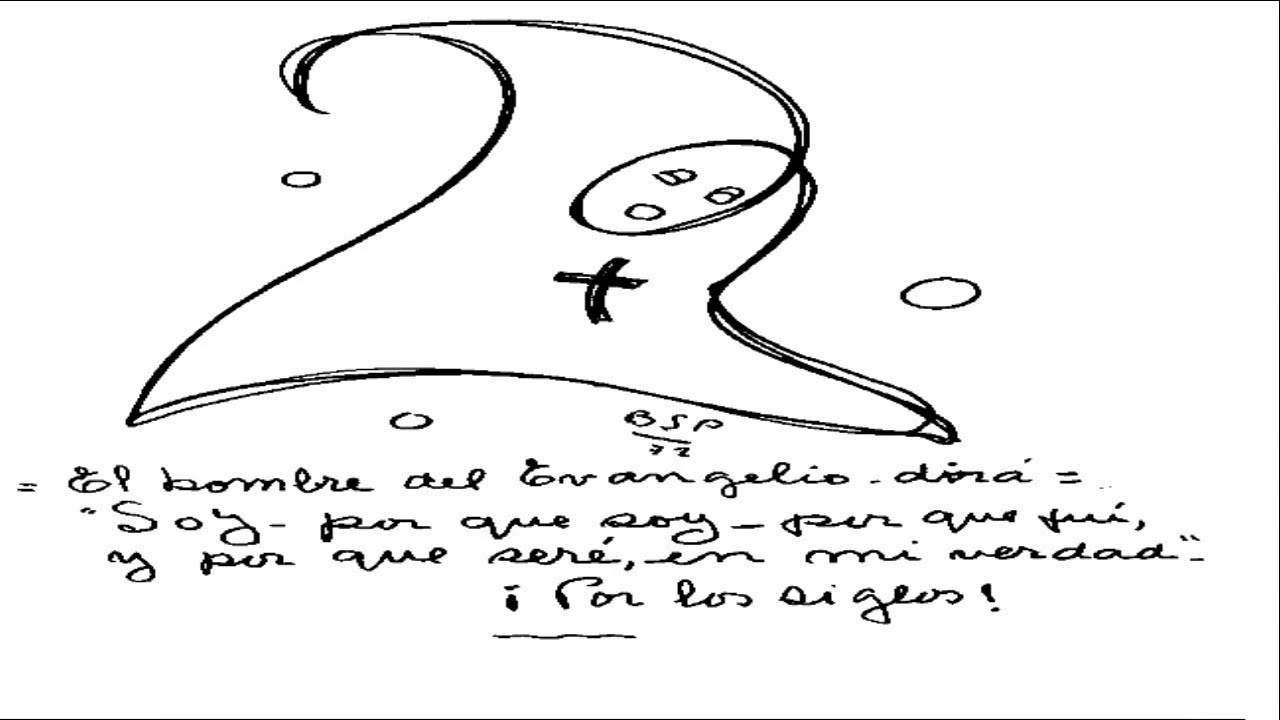 BSP
72
= El hombre del Evangelio - dirá =
"Soy - por que soy - por que fuí,
y por que seré, en mi verdad".
¡Por los siglos!